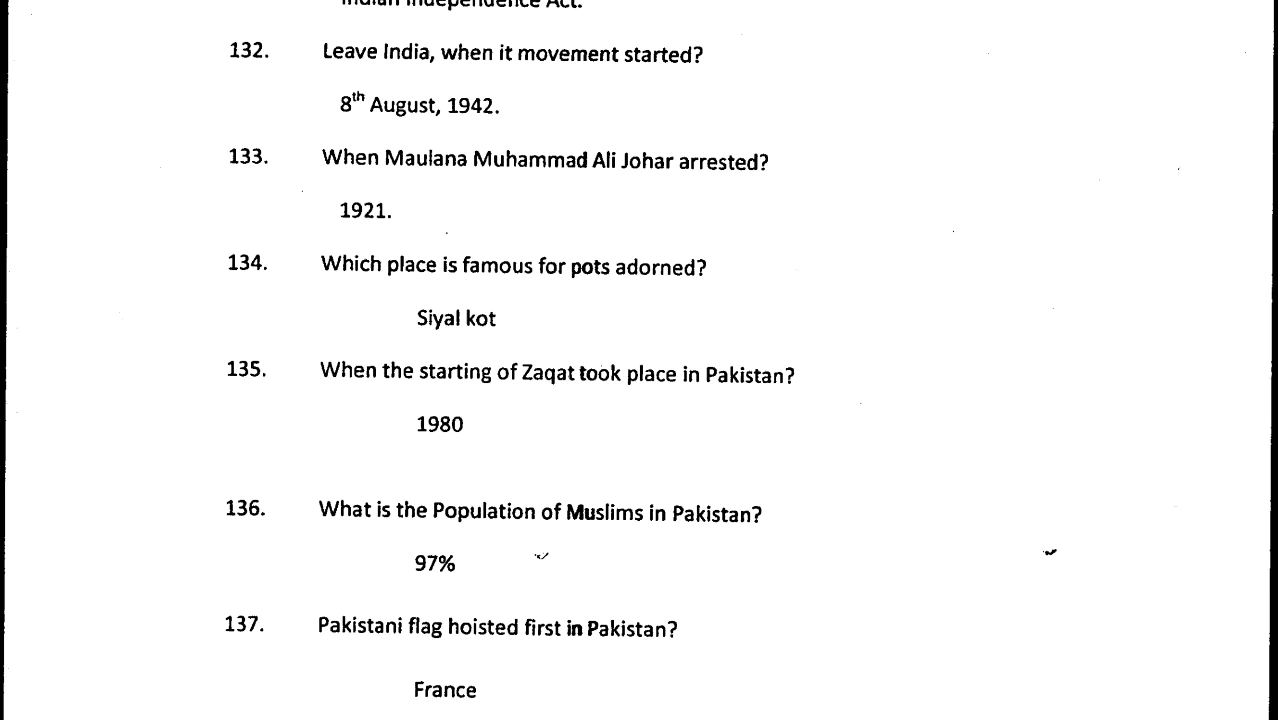 Indian Independence Act.
132. Leave India, when it movement started?
8th August, 1942.
133. When Maulana Muhammad Ali Johar arrested?
1921.
134. Which place is famous for pots adorned?
Siyal kot
135. When the starting of Zaqat took place in Pakistan?
1980
136. What is the Population of Muslims in Pakistan?
97%
137. Pakistani flag hoisted first in Pakistan?
France